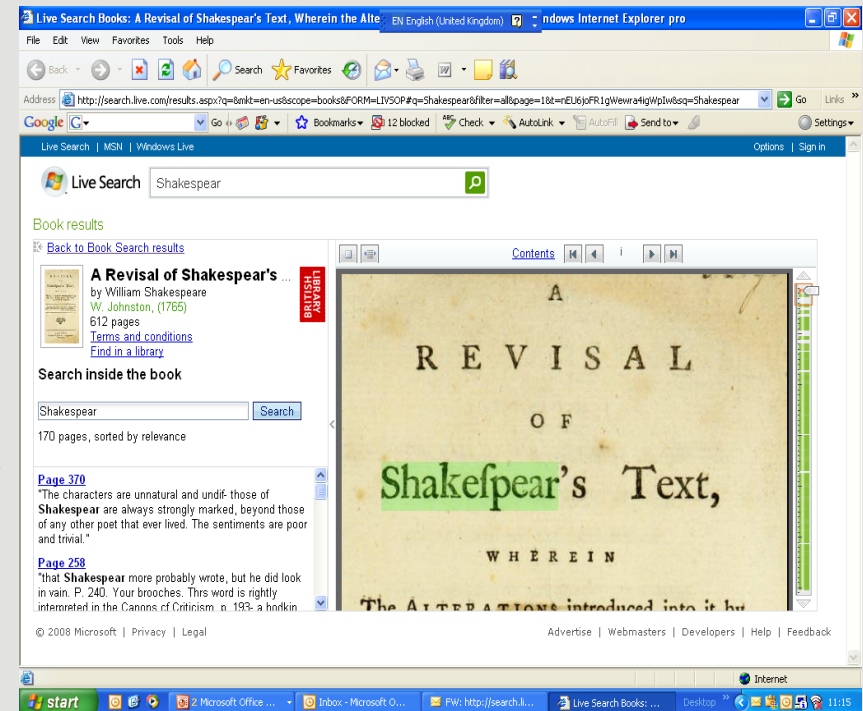 Live Search Books: A Revisal of Shakespear's Text, Wherein the Alte
EN English (United Kingdom)
ndows Internet Explorer pro
File Edit View Favorites Tools Help
Back Search Favorites
Address http://search.live.com/results.aspx?q=&mkt=en-us&scope=books&FORM=LIVSOP#q=Shakespear&filter=all&page=1&t=nEU6joFR1gWewra4igWpIw&sq=Shakespear Go Links »
Google G Go Bookmarks 12 blocked Check AutoLink AutoFill Send to Settings
Live Search | MSN | Windows Live Options | Sign in
Live Search Shakespear
Book results
Back to Book Search results
Contents i
A Revisal of Shakespear's ...
by William Shakespeare
W. Johnston, (1765)
612 pages
Terms and conditions
Find in a library
BRITISH LIBRARY
Search inside the book
Shakespear Search
170 pages, sorted by relevance
Page 370
"The characters are unnatural and undif- those of
Shakespear are always strongly marked, beyond those
of any other poet that ever lived. The sentiments are poor
and trivial."
Page 258
"that Shakespear more probably wrote, but he did look
in vain. P. 240. Your brooches. Thrs word is rightly
interpreted in the Canons cf Criticism, p. 193- a bodkin
A
REVISAL
OF
Shakeſpear's Text,
WHEREIN
The ALTERATIONS introduced into it by
© 2008 Microsoft | Privacy | Legal
Advertise | Webmasters | Developers | Help | Feedback
Internet
start 2 Microsoft Office ... Inbox - Microsoft O... FW: http://search.li... Live Search Books: ... Desktop » 11:15